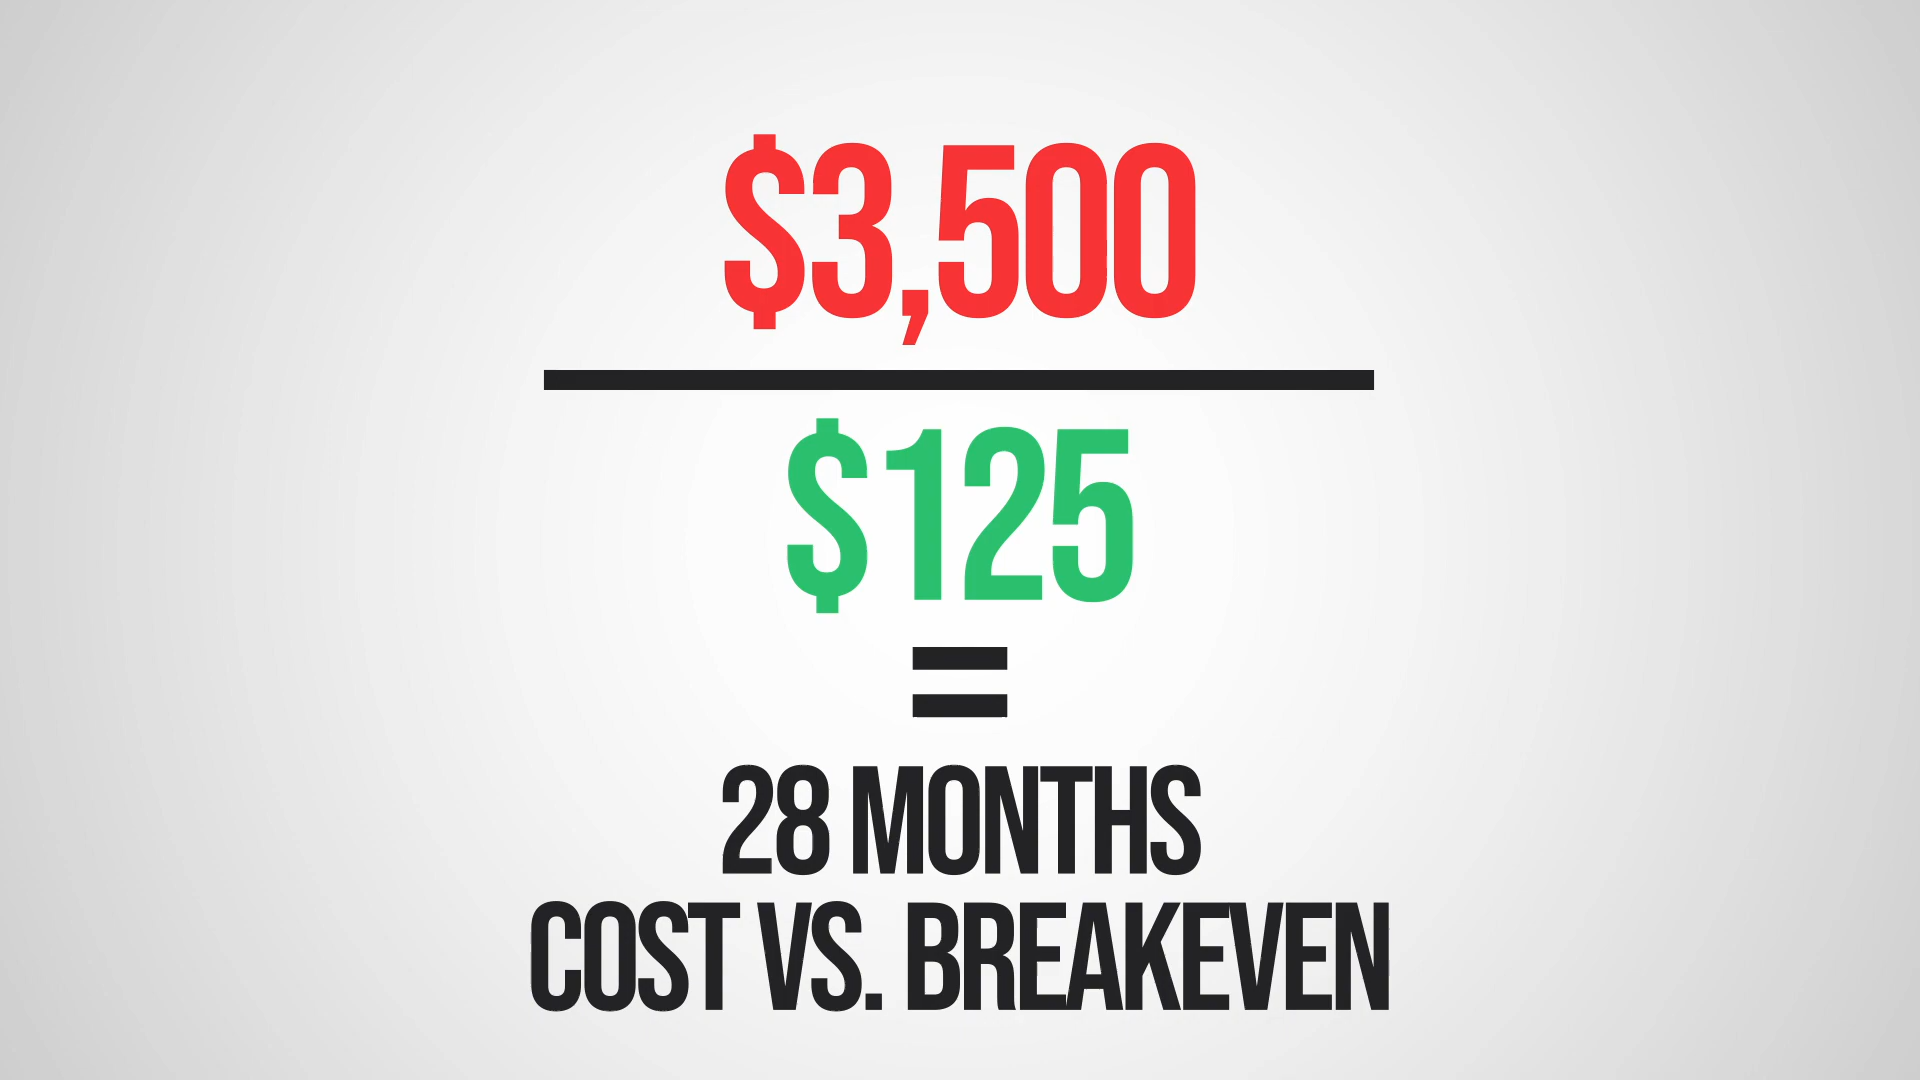 $3,500
$125
=
28 MONTHS
COST VS. BREAKEVEN